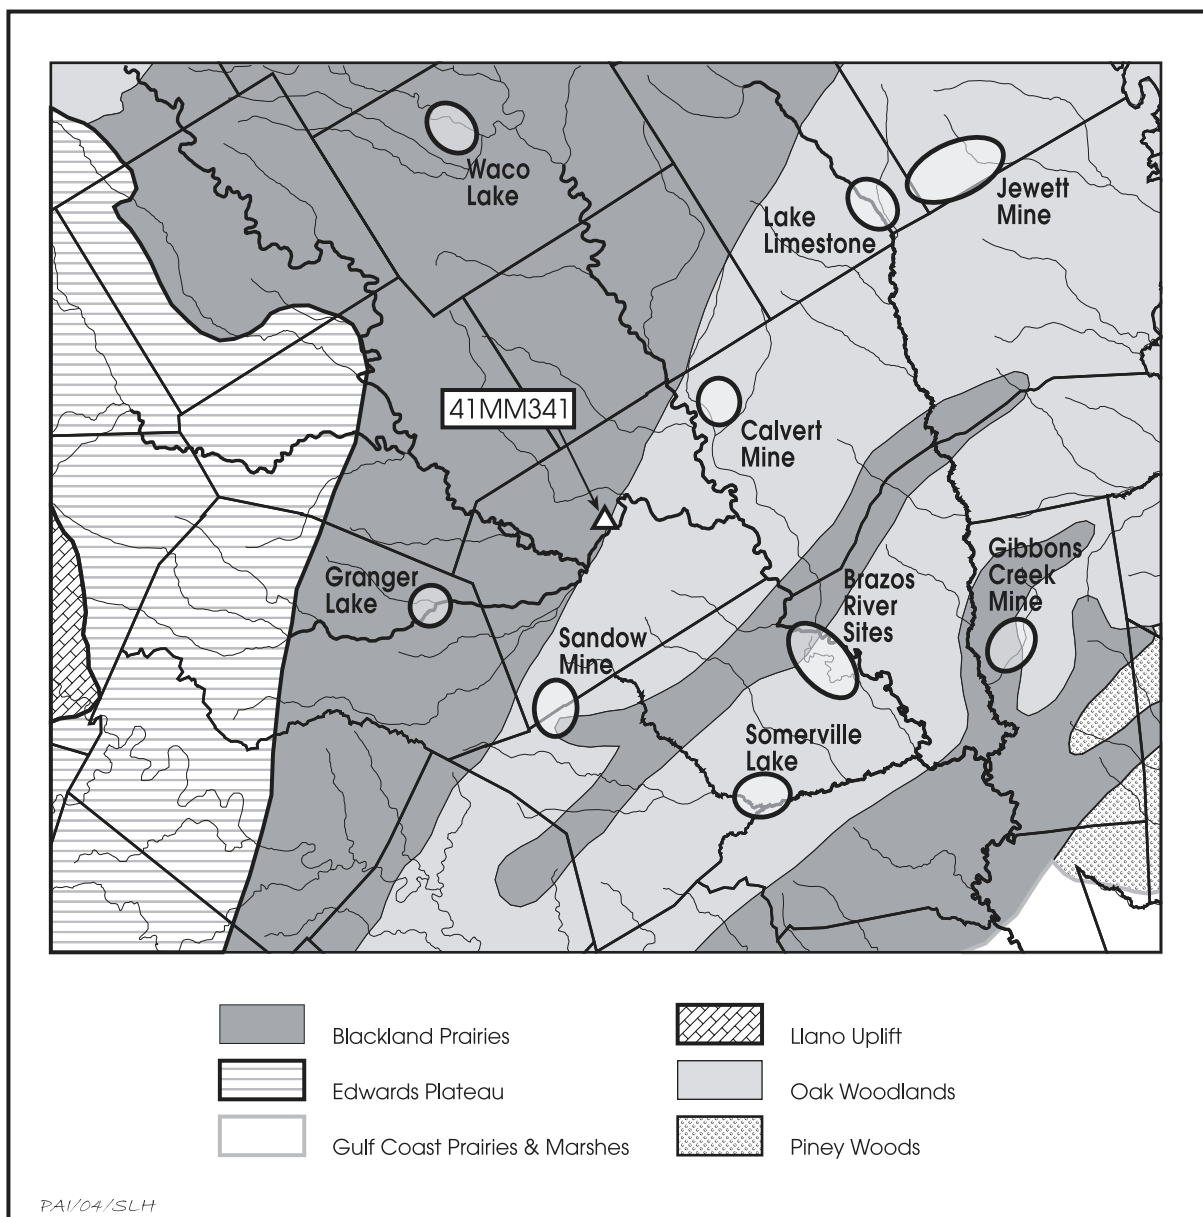 Waco
Lake
Jewett
Mine
Lake
Limestone
41MM341
Calvert
Mine
Granger
Lake
Gibbons
Creek
Mine
Brazos
River
Sites
Sandow
Mine
Somerville
Lake
Blackland Prairies
Llano Uplift
Edwards Plateau
Oak Woodlands
Gulf Coast Prairies & Marshes
Piney Woods
PAI/04/SLH